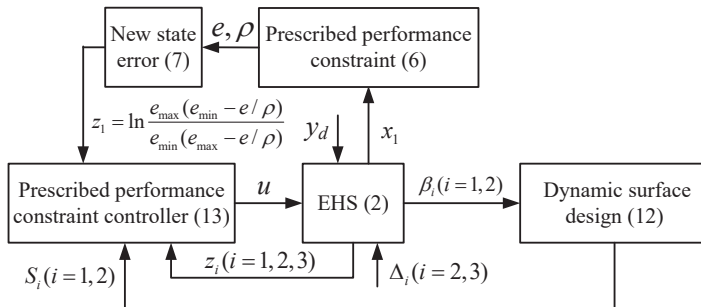 New state
error (7)
e, ρ
Prescribed performance
constraint (6)
z₁ = ln e_max(e_min − e / ρ) / e_min(e_max − e / ρ)
y_d
x₁
Prescribed performance
constraint controller (13)
u
EHS (2)
β_i(i = 1, 2)
Dynamic surface
design (12)
S_i(i = 1, 2)
z_i(i = 1, 2, 3)
Δ_i(i = 2, 3)